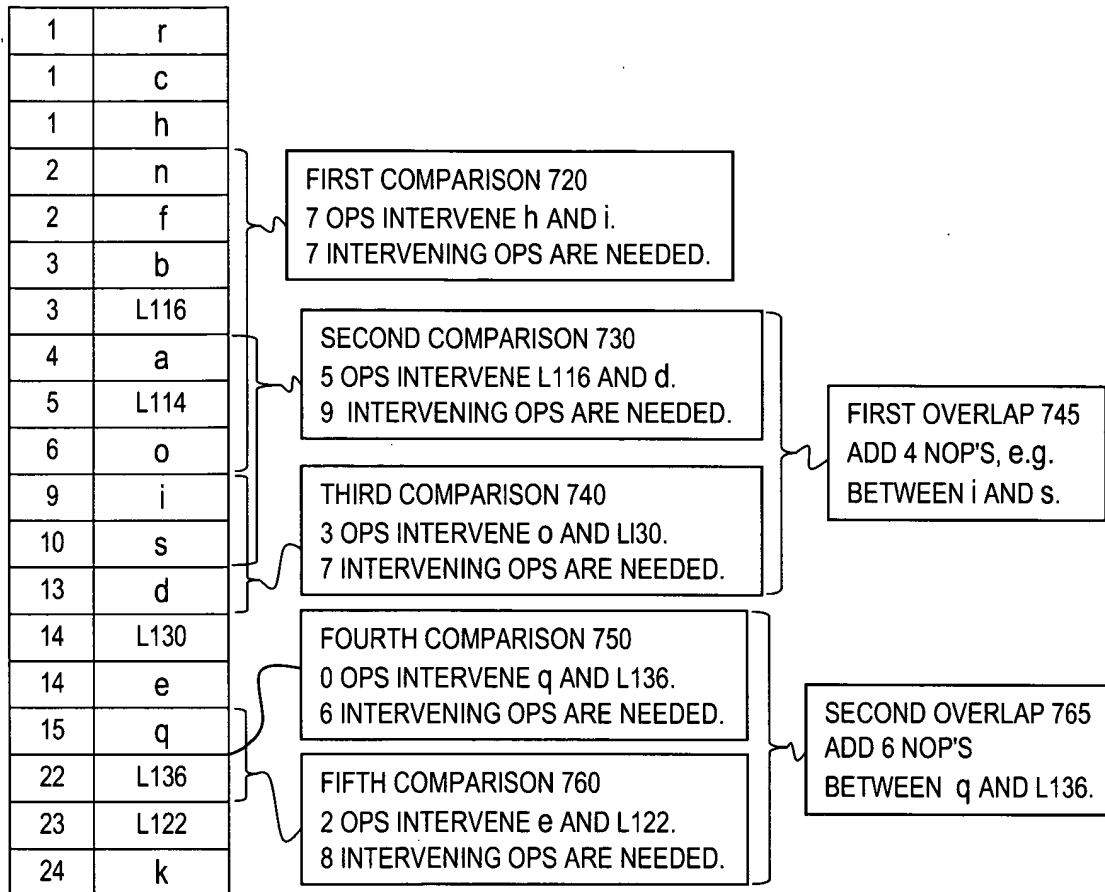 1 r
1 c
1 h
2 n
2 f
3 b
3 L116
4 a
5 L114
6 o
9 i
10 s
13 d
14 L130
14 e
15 q
22 L136
23 L122
24 k
FIRST COMPARISON 720
7 OPS INTERVENE h AND i.
7 INTERVENING OPS ARE NEEDED.
SECOND COMPARISON 730
5 OPS INTERVENE L116 AND d.
9 INTERVENING OPS ARE NEEDED.
THIRD COMPARISON 740
3 OPS INTERVENE o AND LI30.
7 INTERVENING OPS ARE NEEDED.
FIRST OVERLAP 745
ADD 4 NOP'S, e.g.
BETWEEN i AND s.
FOURTH COMPARISON 750
0 OPS INTERVENE q AND L136.
6 INTERVENING OPS ARE NEEDED.
FIFTH COMPARISON 760
2 OPS INTERVENE e AND L122.
8 INTERVENING OPS ARE NEEDED.
SECOND OVERLAP 765
ADD 6 NOP'S
BETWEEN q AND L136.